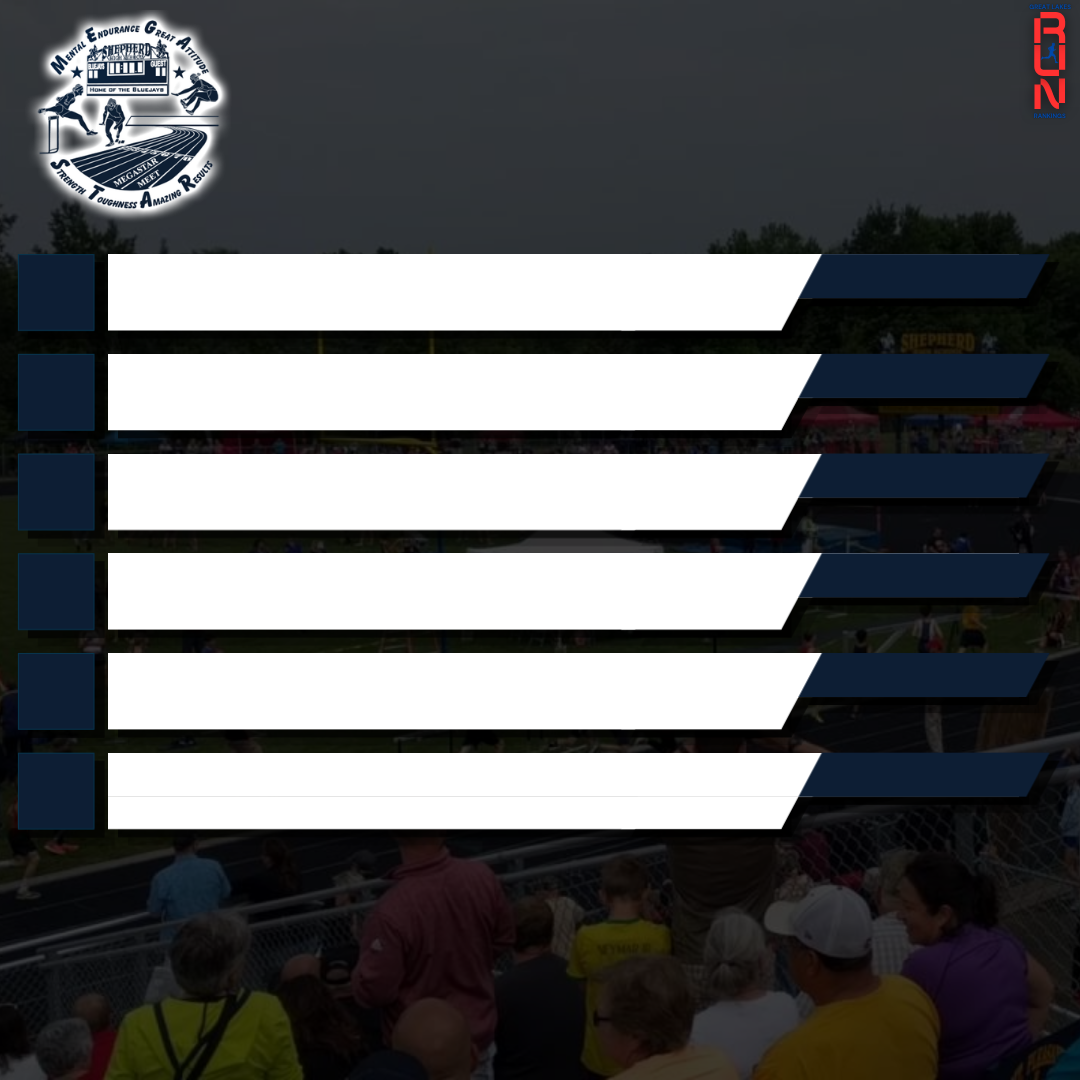 MENTAL ENDURANCE GREAT ATTITUDE
SHEPHERD
BLUEJAYS
GUEST
HOME OF THE BLUEJAYS
MEGASTAR
MEET
STRENGTH TOUGHNESS AMAZING RESULTS
RUN
SHEPHERD